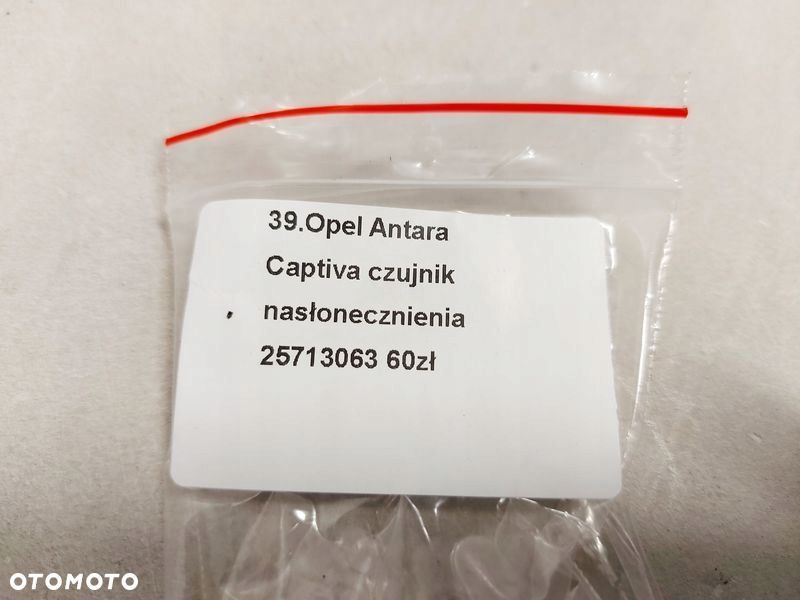 39.Opel Antara
Captiva czujnik
nasłonecznienia
25713063 60zł
OTOMOTO